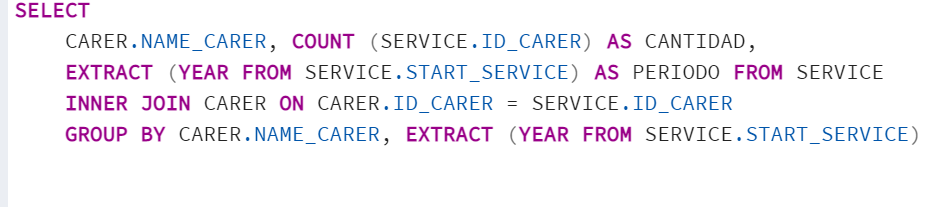 SELECT
CARER.NAME_CARER, COUNT (SERVICE.ID_CARER) AS CANTIDAD,
EXTRACT (YEAR FROM SERVICE.START_SERVICE) AS PERIODO FROM SERVICE
INNER JOIN CARER ON CARER.ID_CARER = SERVICE.ID_CARER
GROUP BY CARER.NAME_CARER, EXTRACT (YEAR FROM SERVICE.START_SERVICE)